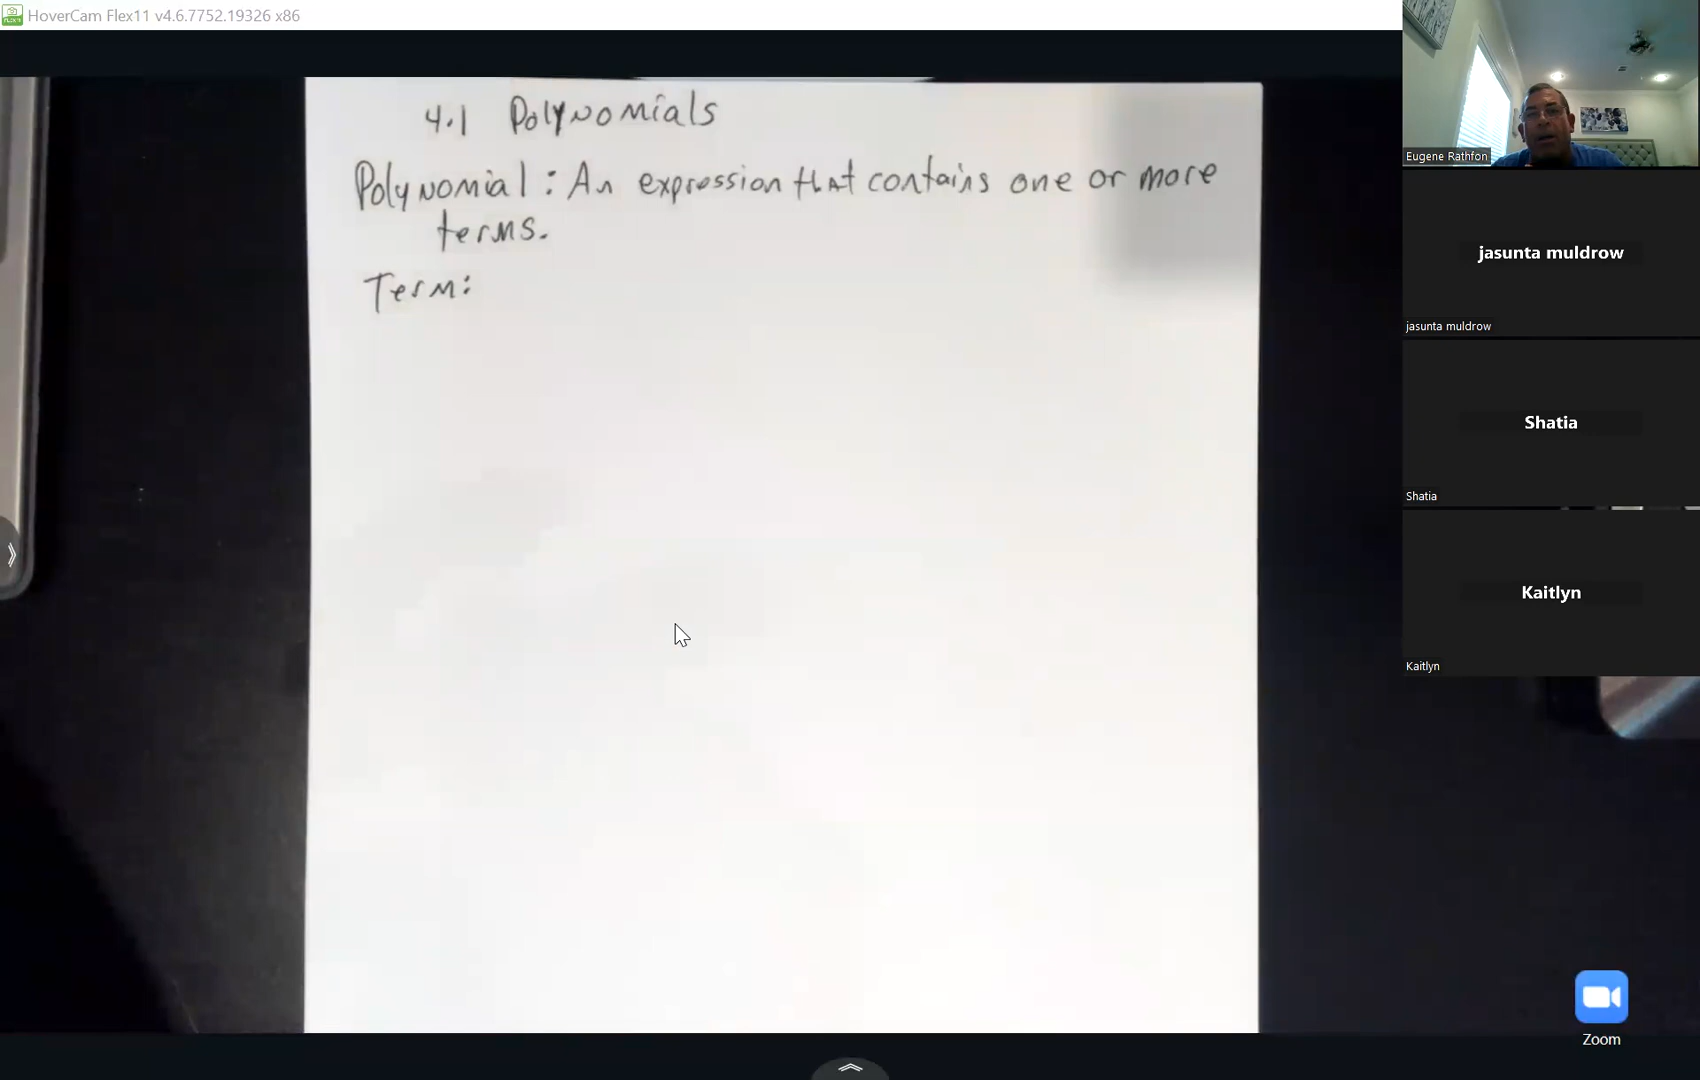 HoverCam Flex11 v4.6.7752.19326 x86
4.1 Polynomials
Polynomial: An expression that contains one or more
terms.
Term:
Eugene Rathfon
jasunta muldrow
jasunta muldrow
Shatia
Shatia
Kaitlyn
Kaitlyn
Zoom